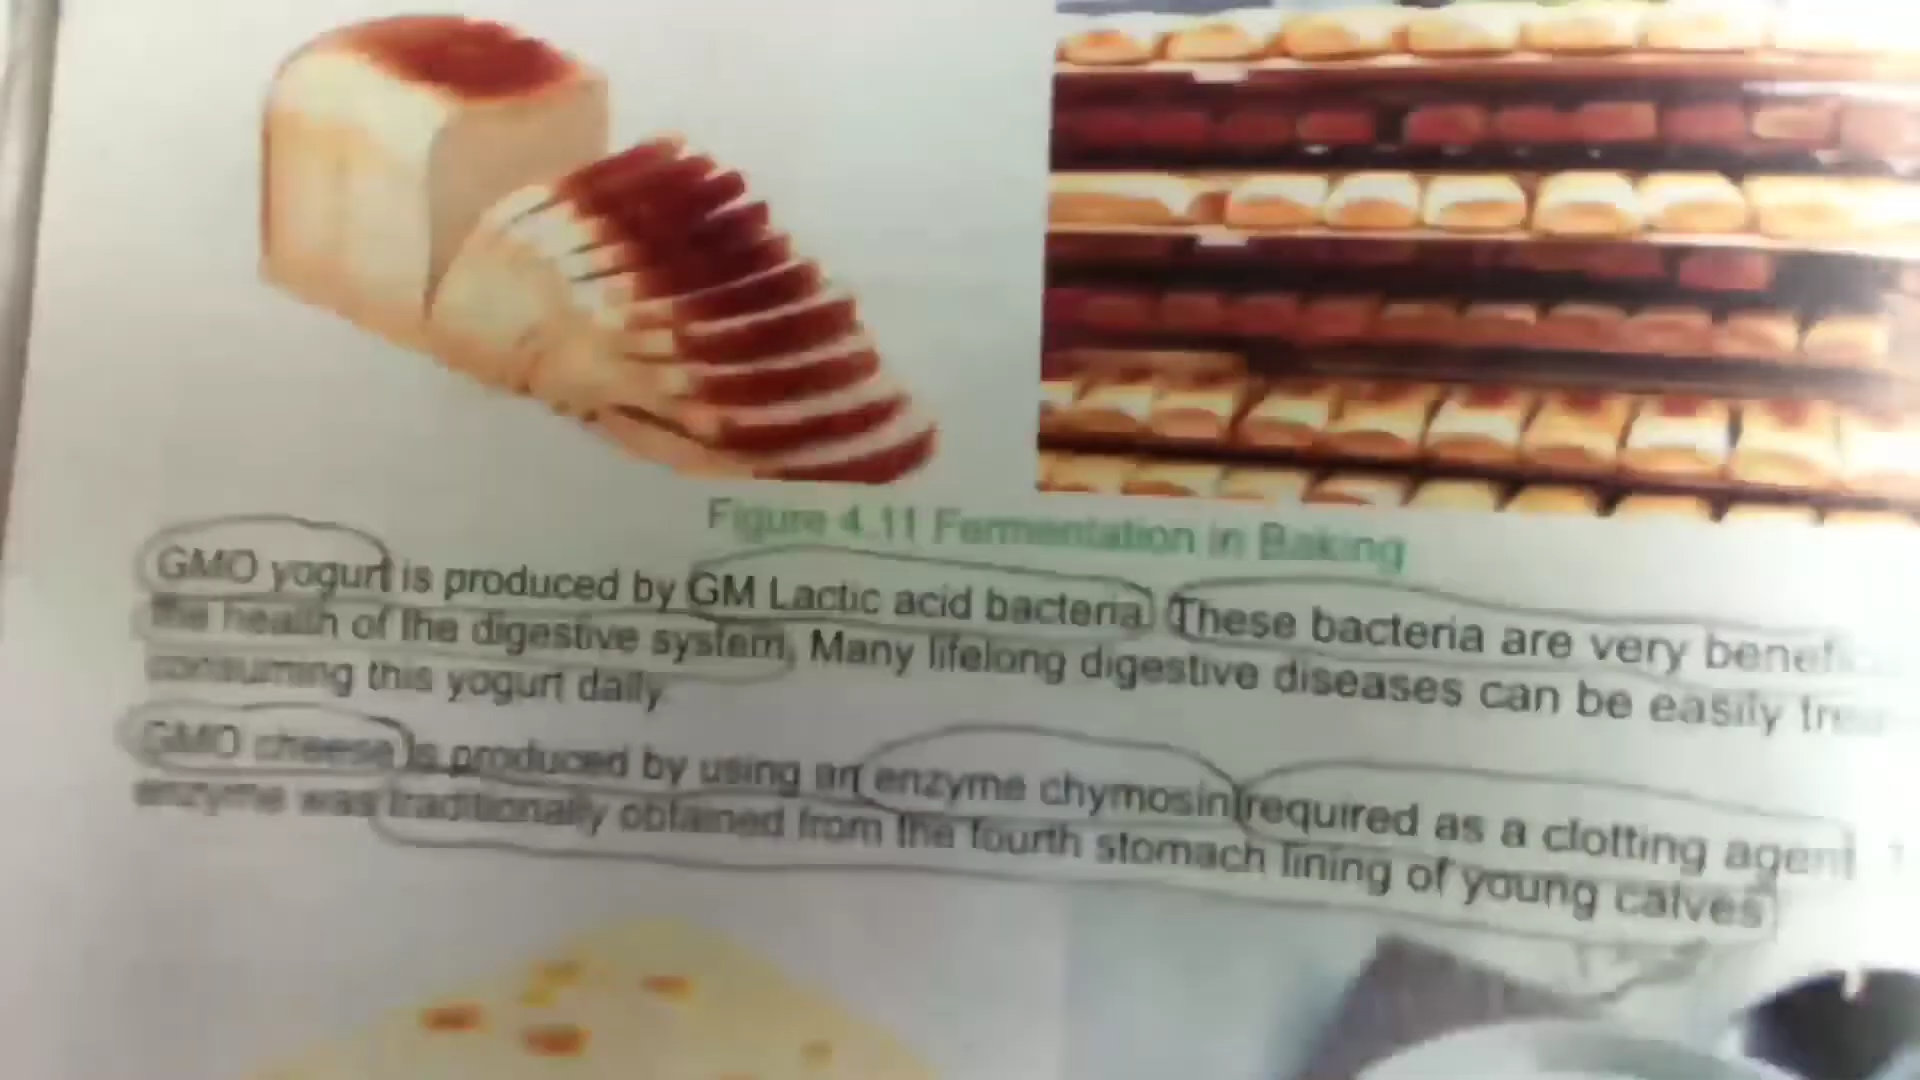 Figure 4.11 Fermentation in Baking
GMO yogurt is produced by GM Lactic acid bacteria. These bacteria are very
the health of the digestive system. Many lifelong digestive diseases can be easily
consuming this yogurt daily
GMO cheese is produced by using an enzyme chymosin required as a clotting agent
enzyme was traditionally obtained from the fourth stomach lining of young calves